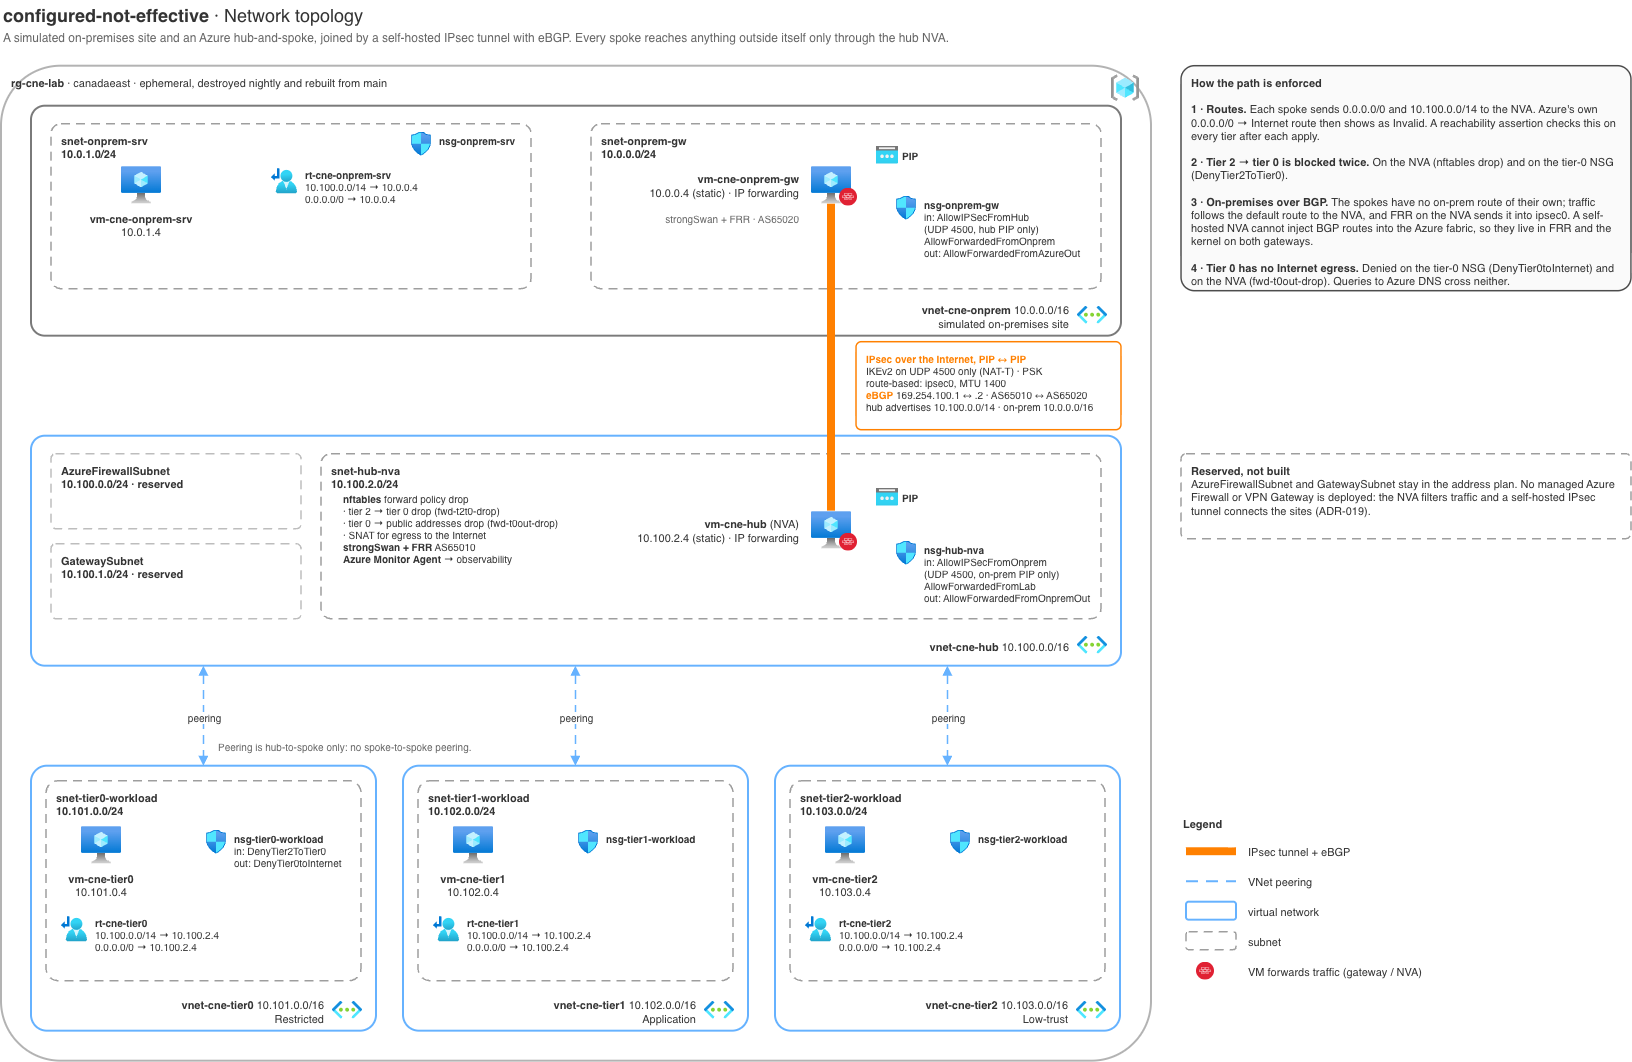 configured-not-effective · Network topology
A simulated on-premises site and an Azure hub-and-spoke, joined by a self-hosted IPsec tunnel with eBGP. Every spoke reaches anything outside itself only through the hub NVA.
rg-cne-lab · canadaeast · ephemeral, destroyed nightly and rebuilt from main
snet-onprem-srv
10.0.1.0/24
nsg-onprem-srv
vm-cne-onprem-srv
10.0.1.4
rt-cne-onprem-srv
10.100.0.0/14 → 10.0.0.4
0.0.0.0/0 → 10.0.0.4
snet-onprem-gw
10.0.0.0/24
vm-cne-onprem-gw
10.0.0.4 (static) · IP forwarding
strongSwan + FRR · AS65020
PIP
nsg-onprem-gw
in: AllowIPSecFromHub
(UDP 4500, hub PIP only)
AllowForwardedFromOnprem
out: AllowForwardedFromAzureOut
vnet-cne-onprem 10.0.0.0/16
simulated on-premises site
IPsec over the Internet, PIP ↔ PIP
IKEv2 on UDP 4500 only (NAT-T) · PSK
route-based: ipsec0, MTU 1400
eBGP 169.254.100.1 ↔ .2 · AS65010 ↔ AS65020
hub advertises 10.100.0.0/14 · on-prem 10.0.0.0/16
AzureFirewallSubnet
10.100.0.0/24 · reserved
GatewaySubnet
10.100.1.0/24 · reserved
snet-hub-nva
10.100.2.0/24
nftables forward policy drop
· tier 2 → tier 0 drop (fwd-t2t0-drop)
· tier 0 → public addresses drop (fwd-t0out-drop)
· SNAT for egress to the Internet
strongSwan + FRR AS65010
Azure Monitor Agent → observability
vm-cne-hub (NVA)
10.100.2.4 (static) · IP forwarding
PIP
nsg-hub-nva
in: AllowIPSecFromOnprem
(UDP 4500, on-prem PIP only)
AllowForwardedFromLab
out: AllowForwardedFromOnpremOut
vnet-cne-hub 10.100.0.0/16
peering
peering
peering
Peering is hub-to-spoke only: no spoke-to-spoke peering.
snet-tier0-workload
10.101.0.0/24
vm-cne-tier0
10.101.0.4
nsg-tier0-workload
in: DenyTier2ToTier0
out: DenyTier0toInternet
rt-cne-tier0
10.100.0.0/14 → 10.100.2.4
0.0.0.0/0 → 10.100.2.4
vnet-cne-tier0 10.101.0.0/16
Restricted
snet-tier1-workload
10.102.0.0/24
vm-cne-tier1
10.102.0.4
nsg-tier1-workload
rt-cne-tier1
10.100.0.0/14 → 10.100.2.4
0.0.0.0/0 → 10.100.2.4
vnet-cne-tier1 10.102.0.0/16
Application
snet-tier2-workload
10.103.0.0/24
vm-cne-tier2
10.103.0.4
nsg-tier2-workload
rt-cne-tier2
10.100.0.0/14 → 10.100.2.4
0.0.0.0/0 → 10.100.2.4
vnet-cne-tier2 10.103.0.0/16
Low-trust
How the path is enforced
1 · Routes. Each spoke sends 0.0.0.0/0 and 10.100.0.0/14 to the NVA. Azure's own
0.0.0.0/0 → Internet route then shows as Invalid. A reachability assertion checks this on
every tier after each apply.
2 · Tier 2 → tier 0 is blocked twice. On the NVA (nftables drop) and on the tier-0 NSG
(DenyTier2ToTier0).
3 · On-premises over BGP. The spokes have no on-prem route of their own; traffic
follows the default route to the NVA, and FRR on the NVA sends it into ipsec0. A self-
hosted NVA cannot inject BGP routes into the Azure fabric, so they live in FRR and the
kernel on both gateways.
4 · Tier 0 has no Internet egress. Denied on the tier-0 NSG (DenyTier0toInternet) and
on the NVA (fwd-t0out-drop). Queries to Azure DNS cross neither.
Reserved, not built
AzureFirewallSubnet and GatewaySubnet stay in the address plan. No managed Azure
Firewall or VPN Gateway is deployed: the NVA filters traffic and a self-hosted IPsec
tunnel connects the sites (ADR-019).
Legend
IPsec tunnel + eBGP
VNet peering
virtual network
subnet
VM forwards traffic (gateway / NVA)